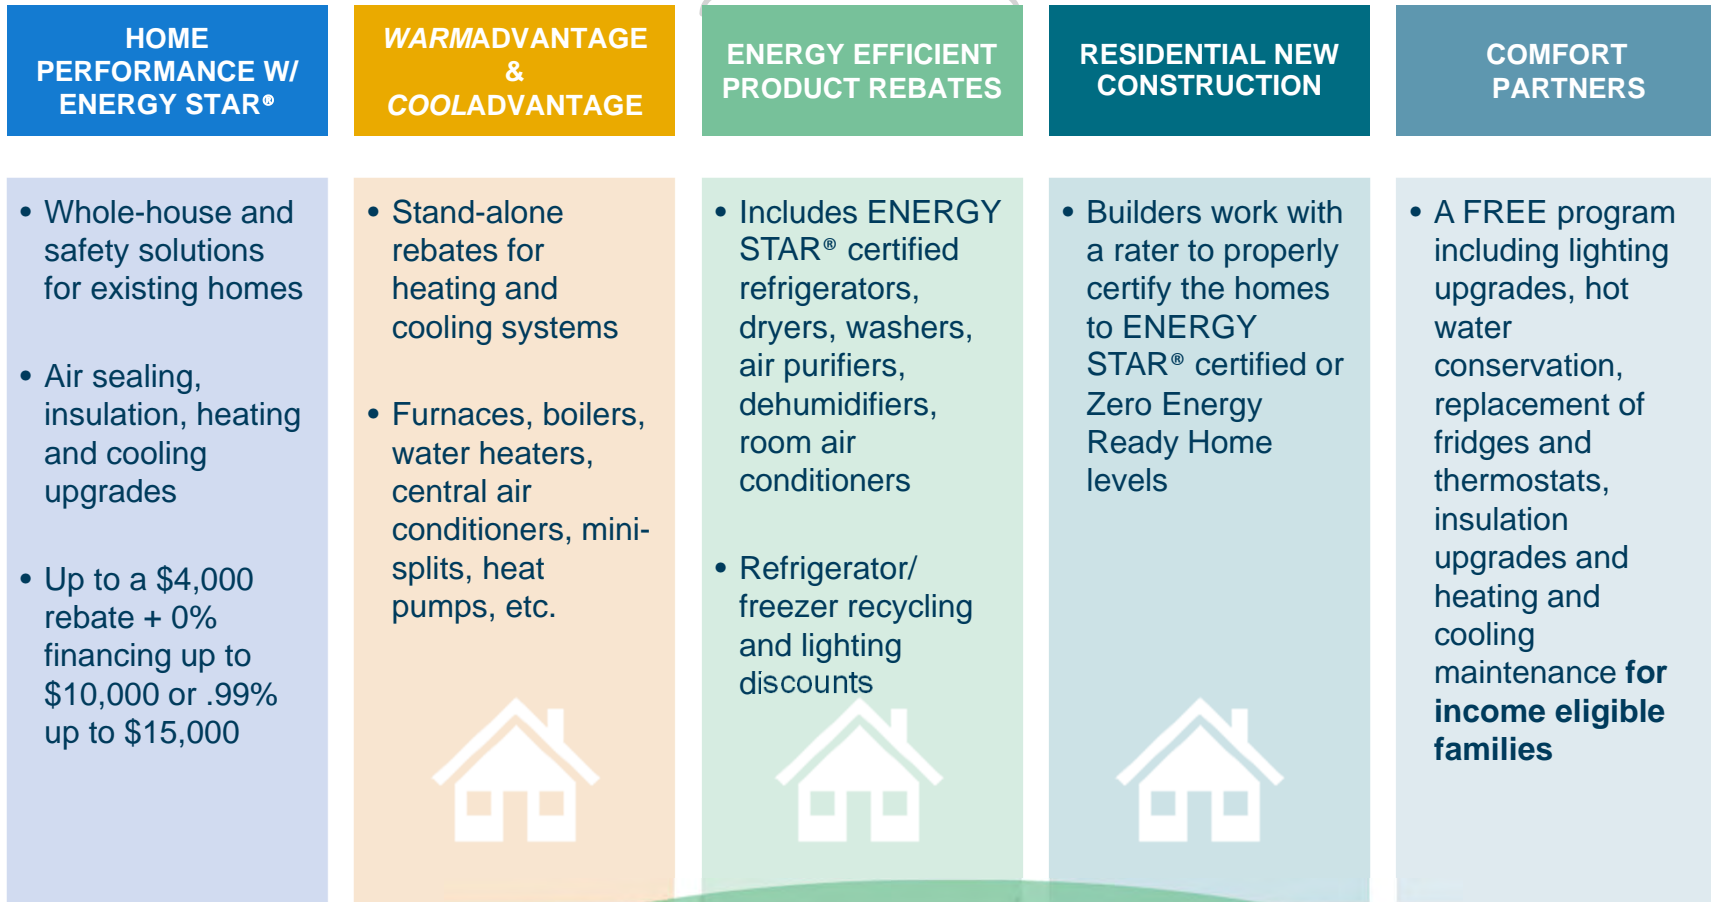 HOME
PERFORMANCE W/
ENERGY STAR®
WARMADVANTAGE
&
COOLADVANTAGE
ENERGY EFFICIENT
PRODUCT REBATES
RESIDENTIAL NEW
CONSTRUCTION
COMFORT
PARTNERS
• Whole-house and
safety solutions
for existing homes
• Air sealing,
insulation, heating
and cooling
upgrades
• Up to a $4,000
rebate + 0%
financing up to
$10,000 or .99%
up to $15,000
• Stand-alone
rebates for
heating and
cooling systems
• Furnaces, boilers,
water heaters,
central air
conditioners, mini-
splits, heat
pumps, etc.
• Includes ENERGY
STAR® certified
refrigerators,
dryers, washers,
air purifiers,
dehumidifiers,
room air
conditioners
• Refrigerator/
freezer recycling
and lighting
discounts
• Builders work with
a rater to properly
certify the homes
to ENERGY
STAR® certified or
Zero Energy
Ready Home
levels
• A FREE program
including lighting
upgrades, hot
water
conservation,
replacement of
fridges and
thermostats,
insulation
upgrades and
heating and
cooling
maintenance for
income eligible
families